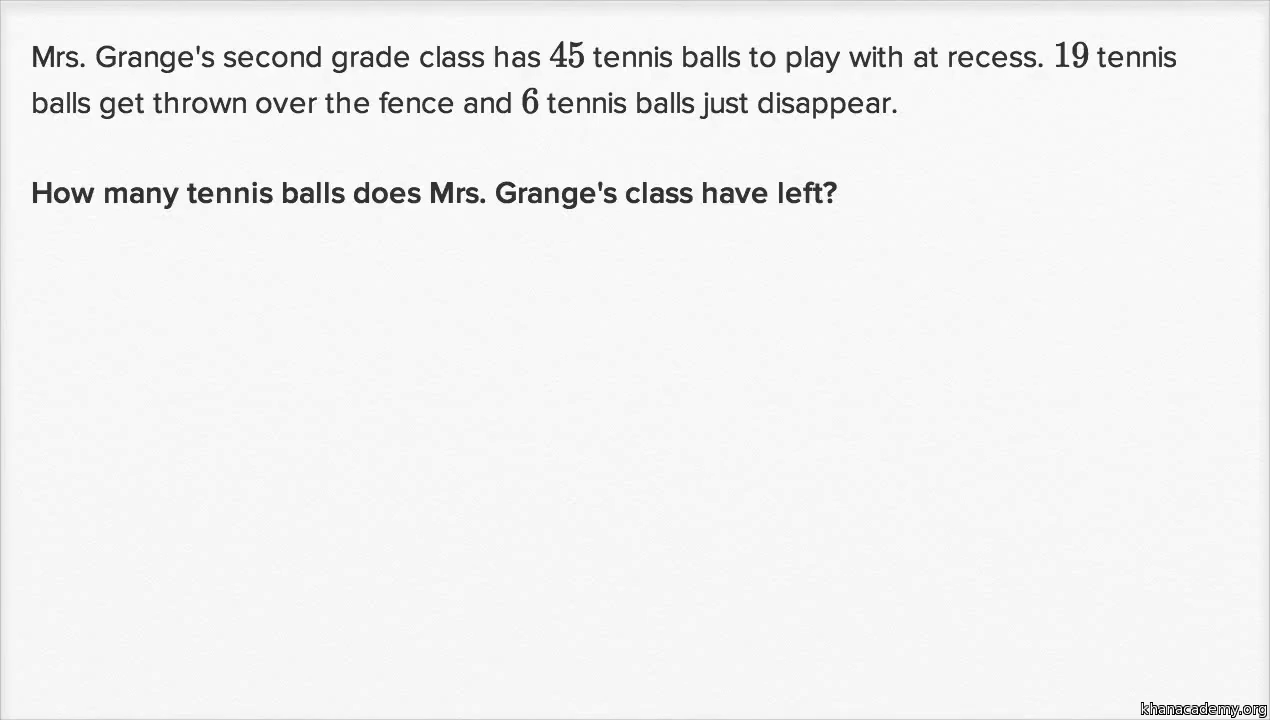 Mrs. Grange's second grade class has 45 tennis balls to play with at recess. 19 tennis
balls get thrown over the fence and 6 tennis balls just disappear.
How many tennis balls does Mrs. Grange's class have left?
khanacademy.org